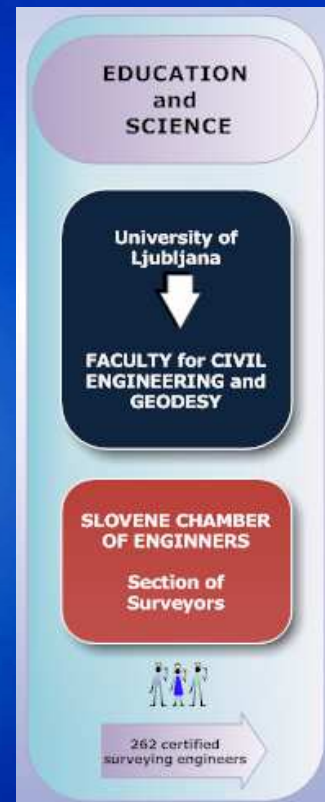 EDUCATION
and
SCIENCE
University of
Ljubljana
FACULTY for CIVIL
ENGINEERING and
GEODESY
SLOVENE CHAMBER
OF ENGINNERS
Section of
Surveyors
262 certified
surveying engineers